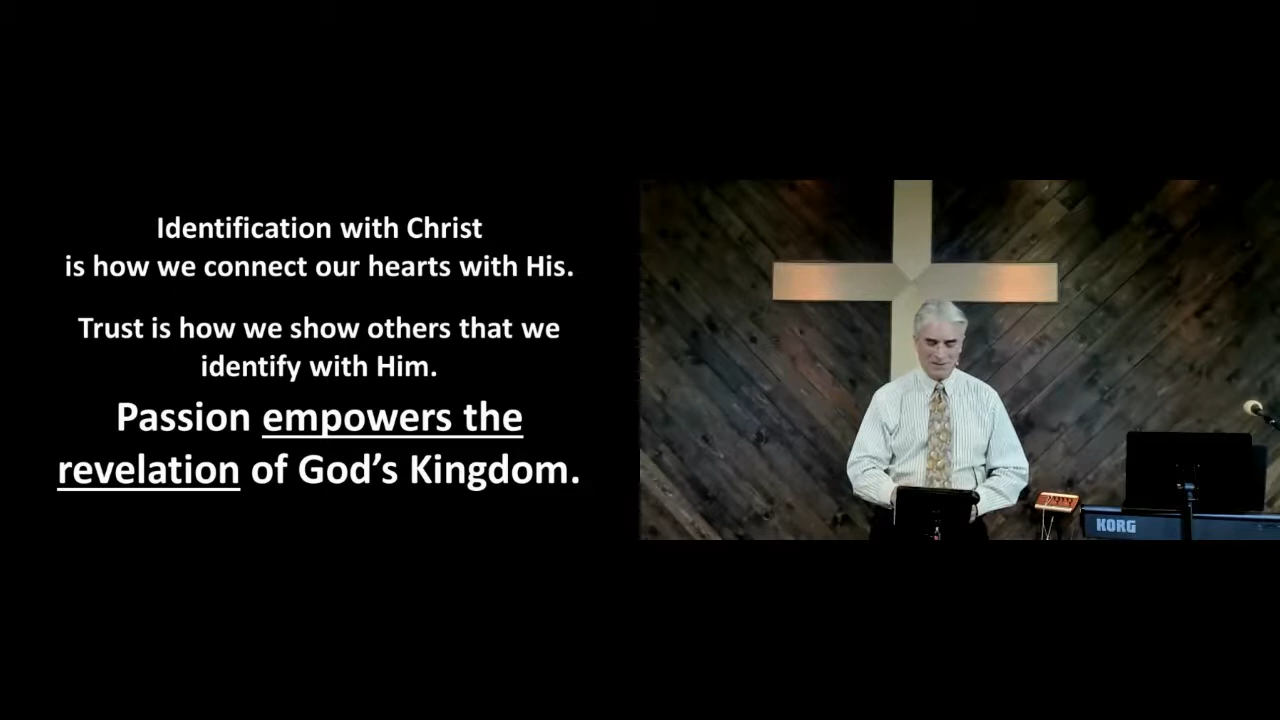 Identification with Christ
is how we connect our hearts with His.
Trust is how we show others that we
identify with Him.
Passion empowers the
revelation of God’s Kingdom.
KORG